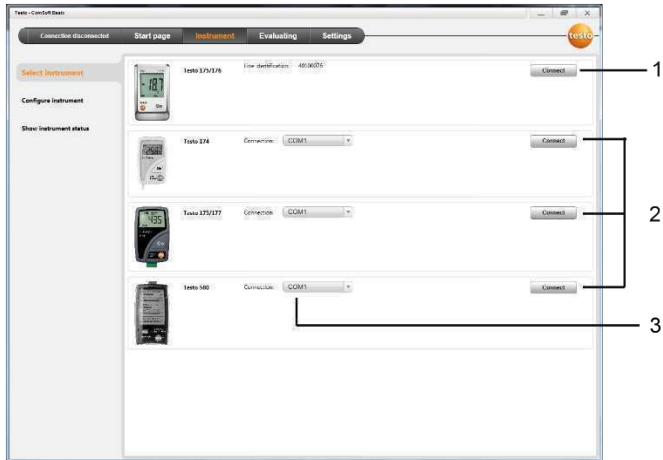 Testo - ComSoft Basic
Connection disconnected
Start page
Instrument
Evaluating
Settings
testo
Select instrument
Configure instrument
Show instrument status
Testo 175/176
40300076
Connect
1
Testo 174
Connection:
COM1
Connect
2
Testo 175/177
Connection:
COM1
Connect
Testo 580
Connection:
COM1
Connect
3